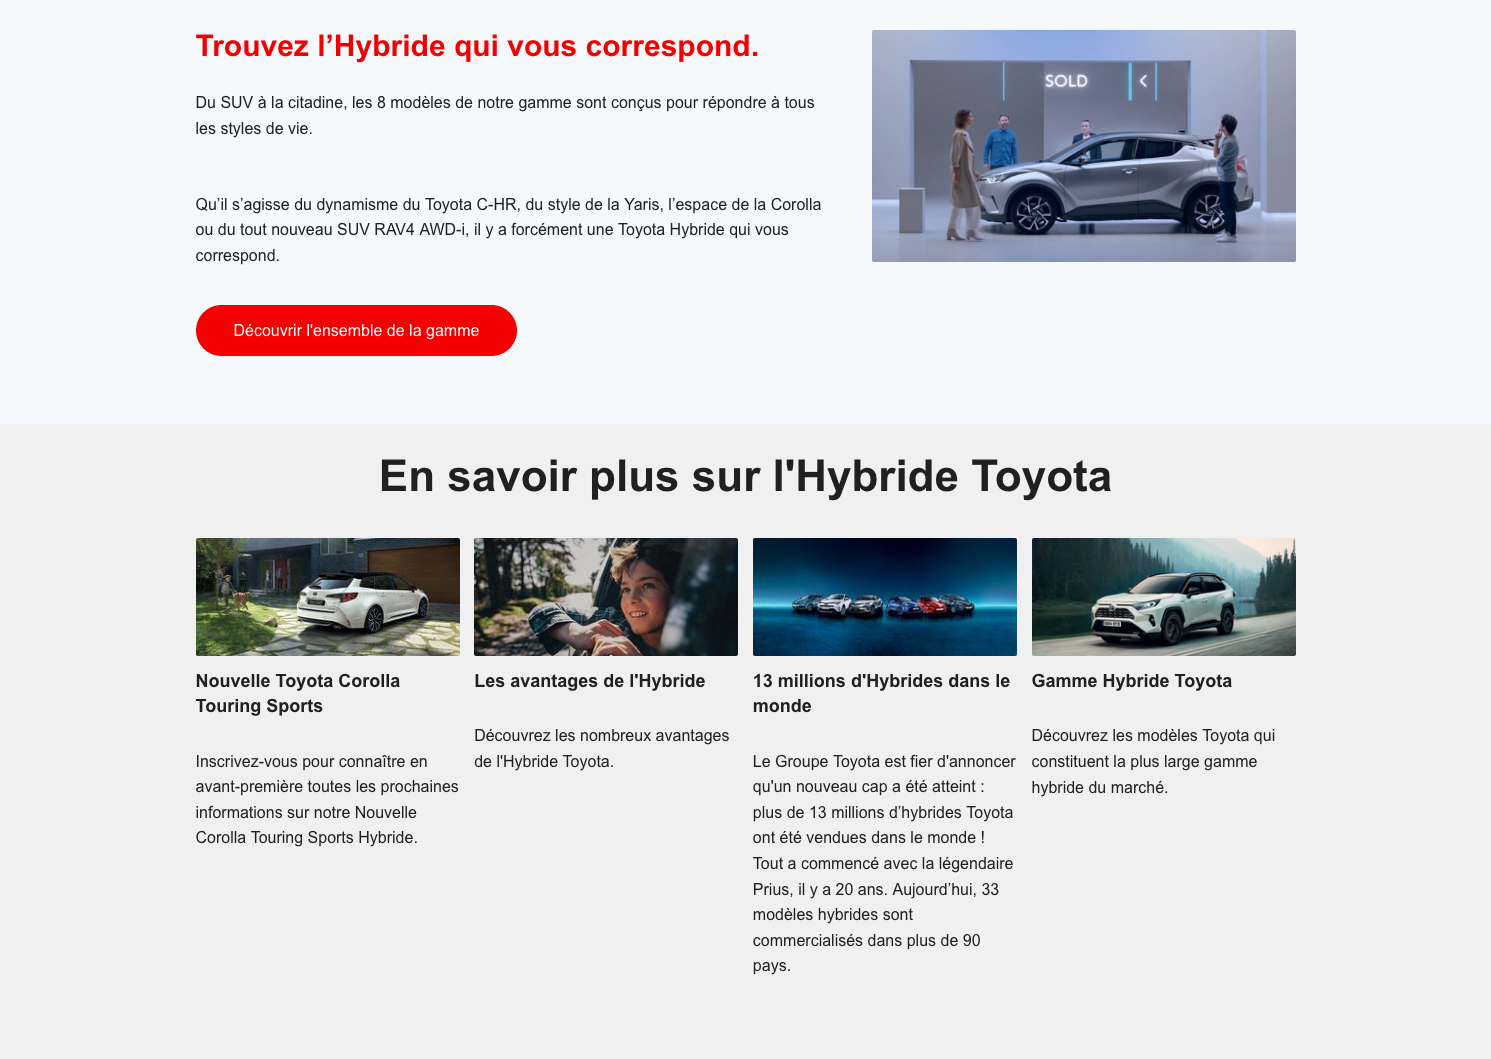 Trouvez l’Hybride qui vous correspond.
Du SUV à la citadine, les 8 modèles de notre gamme sont conçus pour répondre à tous
les styles de vie.
Qu’il s’agisse du dynamisme du Toyota C-HR, du style de la Yaris, l’espace de la Corolla
ou du tout nouveau SUV RAV4 AWD-i, il y a forcément une Toyota Hybride qui vous
correspond.
Découvrir l'ensemble de la gamme
SOLD
En savoir plus sur l'Hybride Toyota
Nouvelle Toyota Corolla
Touring Sports
Inscrivez-vous pour connaître en
avant-première toutes les prochaines
informations sur notre Nouvelle
Corolla Touring Sports Hybride.
Les avantages de l'Hybride
Découvrez les nombreux avantages
de l'Hybride Toyota.
13 millions d'Hybrides dans le
monde
Le Groupe Toyota est fier d'annoncer
qu'un nouveau cap a été atteint :
plus de 13 millions d’hybrides Toyota
ont été vendues dans le monde !
Tout a commencé avec la légendaire
Prius, il y a 20 ans. Aujourd’hui, 33
modèles hybrides sont
commercialisés dans plus de 90
pays.
Gamme Hybride Toyota
Découvrez les modèles Toyota qui
constituent la plus large gamme
hybride du marché.